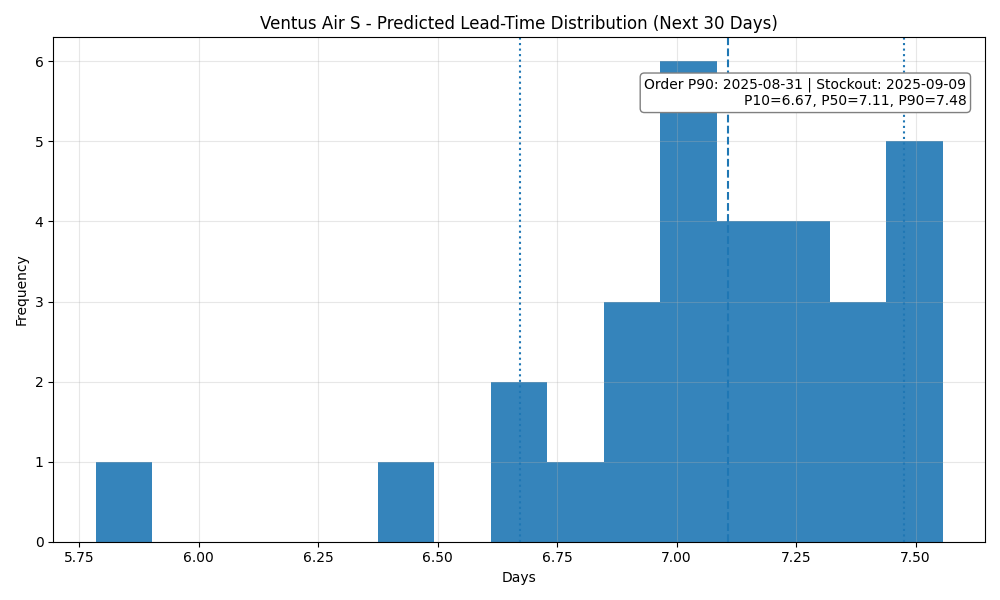 Ventus Air S - Predicted Lead-Time Distribution (Next 30 Days)
Order P90: 2025-08-31 | Stockout: 2025-09-09
P10=6.67, P50=7.11, P90=7.48
Frequency
6
5
4
3
2
1
0
5.75 6.00 6.25 6.50 6.75 7.00 7.25 7.50
Days